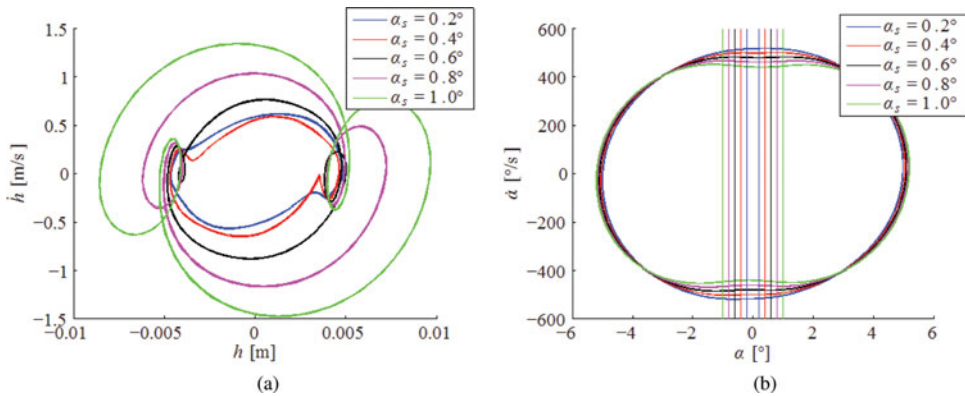 1.5
1
0.5
0
−0.5
−1
−1.5
ḣ [m/s]
−0.01
−0.005
0
0.005
0.01
h [m]
α_s = 0.2°
α_s = 0.4°
α_s = 0.6°
α_s = 0.8°
α_s = 1.0°
(a)
600
400
200
0
−200
−400
−600
α̇ [°/s]
−6
−4
−2
0
2
4
6
α [°]
α_s = 0.2°
α_s = 0.4°
α_s = 0.6°
α_s = 0.8°
α_s = 1.0°
(b)